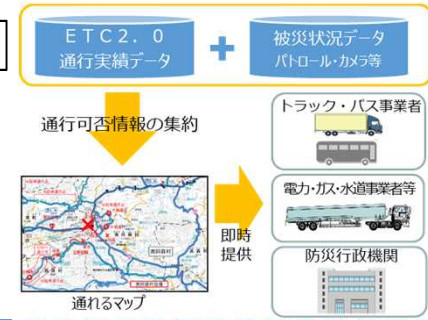 ETC2.0
通行実績データ
+
被災状況データ
パトロール・カメラ等
通行可否情報の集約
トラック・バス事業者
電力・ガス・水道事業者等
即時
提供
防災行政機関
通れるマップ